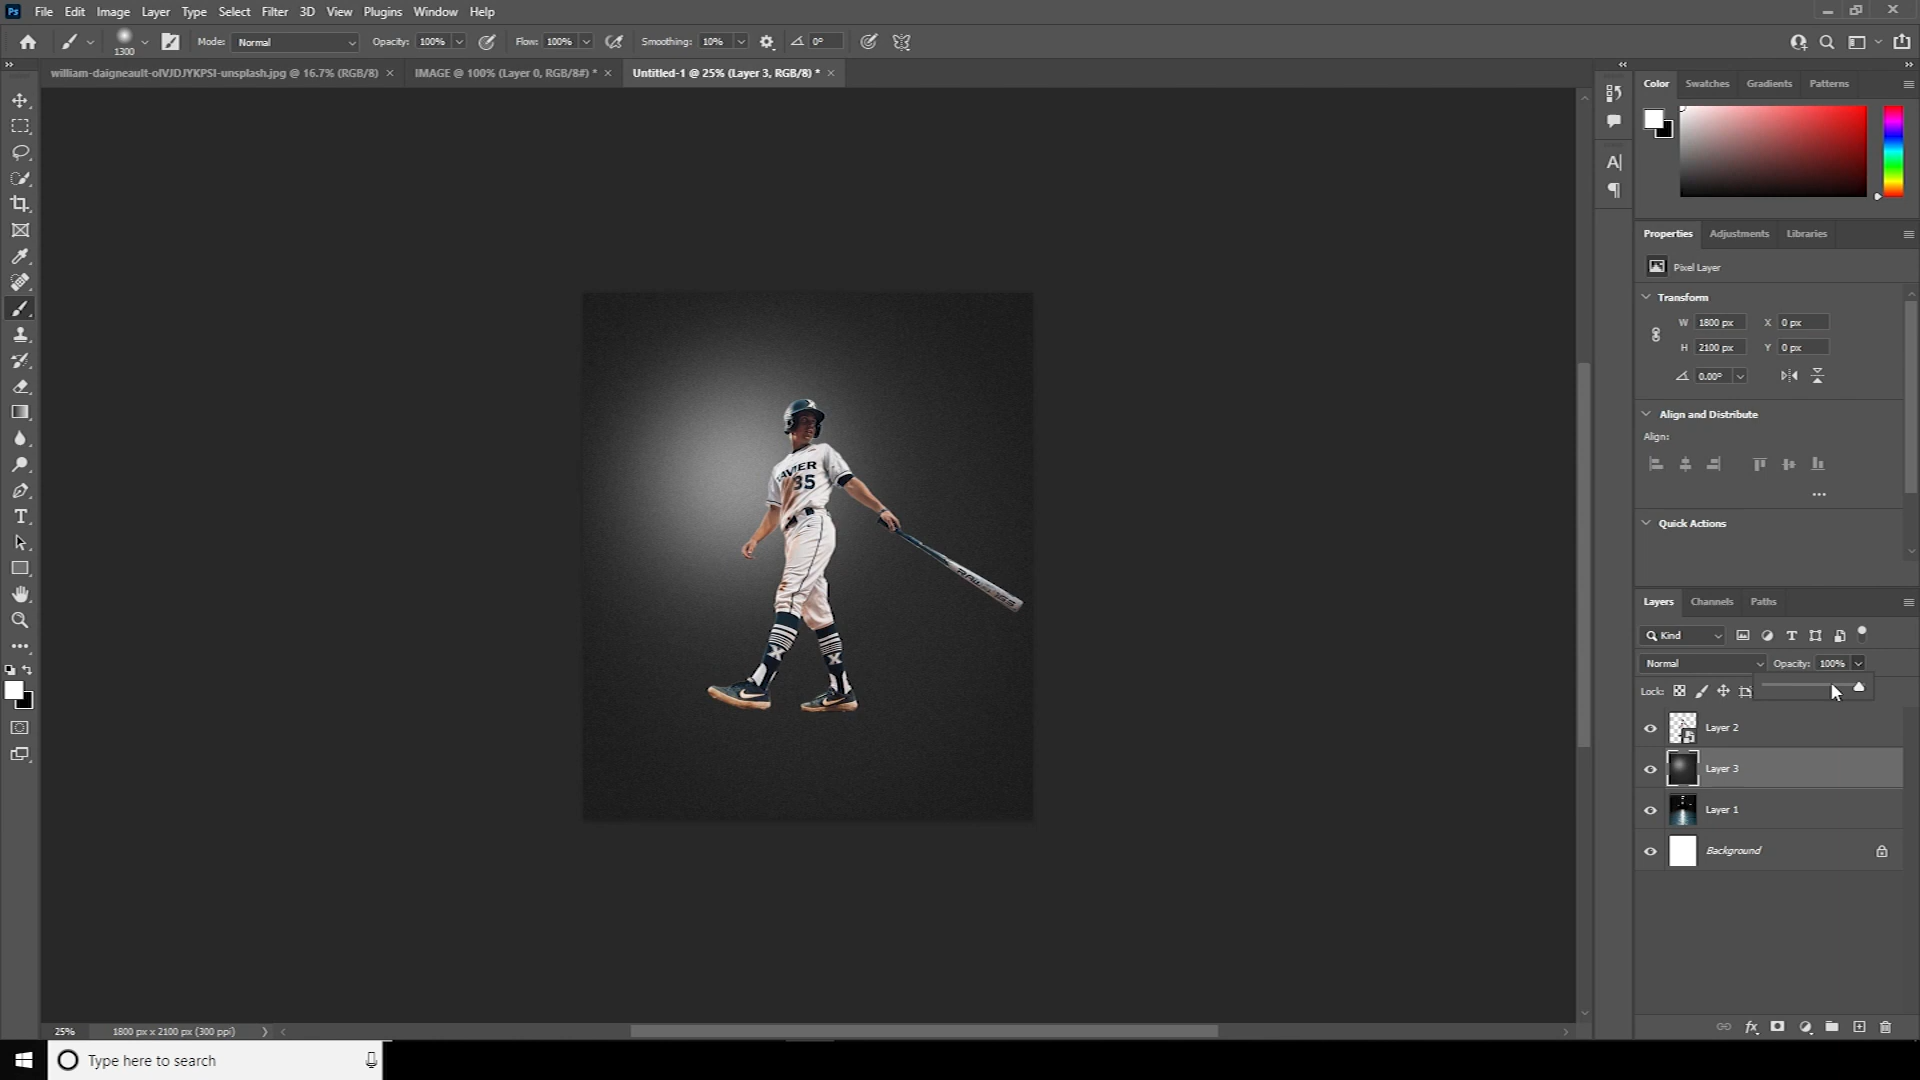 Ps File Edit Image Layer Type Select Filter 3D View Plugins Window Help
1300 Mode: Normal Opacity: 100% Flow: 100% Smoothing: 10% 0°
william-daigneault-oIVJDJYKPSI-unsplash.jpg @ 16.7% (RGB/8) × IMAGE @ 100% (Layer 0, RGB/8#) * × Untitled-1 @ 25% (Layer 3, RGB/8) * ×
Color Swatches Gradients Patterns
Properties Adjustments Libraries
Pixel Layer
Transform
W 1800 px X 0 px
H 2100 px Y 0 px
0.00°
Align and Distribute
Align:
Quick Actions
Layers Channels Paths
Kind
Normal Opacity: 100%
Lock:
Layer 2
Layer 3
Layer 1
Background
XAVIER
35
X X
25% 1800 px x 2100 px (300 ppi)
Type here to search